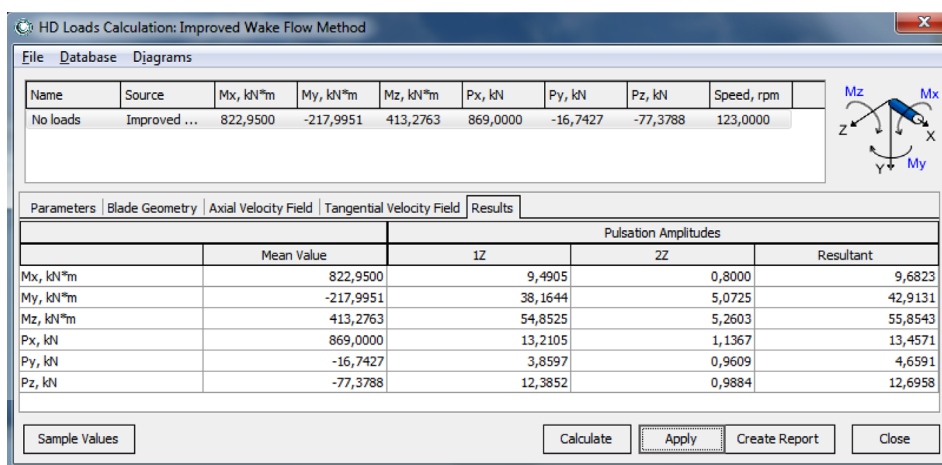 HD Loads Calculation: Improved Wake Flow Method
x
File Database Diagrams
Name Source Mx, kN*m My, kN*m Mz, kN*m Px, kN Py, kN Pz, kN Speed, rpm
No loads Improved ... 822,9500 -217,9951 413,2763 869,0000 -16,7427 -77,3788 123,0000
Mz Mx
Z X
Y My
Parameters Blade Geometry Axial Velocity Field Tangential Velocity Field Results
Pulsation Amplitudes
Mean Value 1Z 2Z Resultant
Mx, kN*m 822,9500 9,4905 0,8000 9,6823
My, kN*m -217,9951 38,1644 5,0725 42,9131
Mz, kN*m 413,2763 54,8525 5,2603 55,8543
Px, kN 869,0000 13,2105 1,1367 13,4571
Py, kN -16,7427 3,8597 0,9609 4,6591
Pz, kN -77,3788 12,3852 0,9884 12,6958
Sample Values Calculate Apply Create Report Close